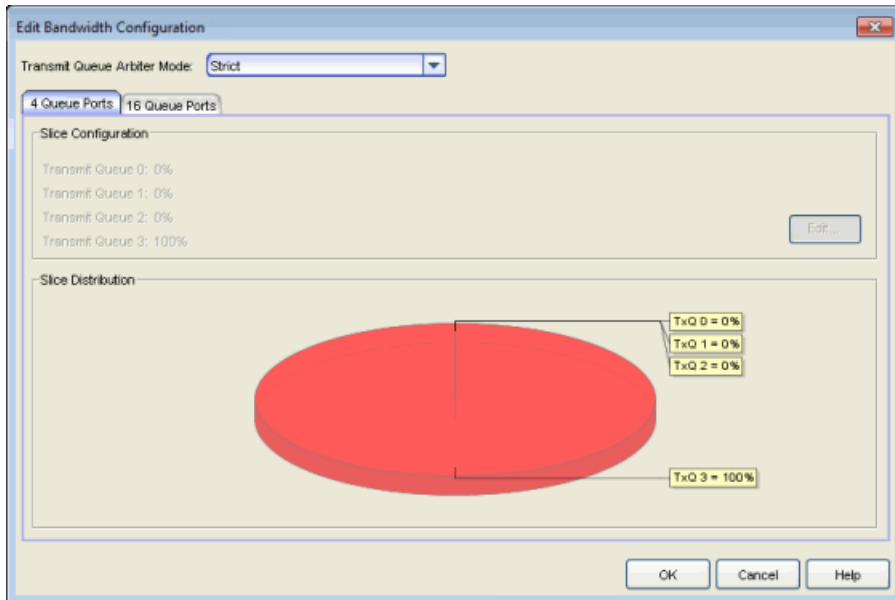 Edit Bandwidth Configuration
Transmit Queue Arbiter Mode: Strict
4 Queue Ports 16 Queue Ports
Slice Configuration
Transmit Queue 0: 0%
Transmit Queue 1: 0%
Transmit Queue 2: 0%
Transmit Queue 3: 100%
Edit...
Slice Distribution
TxQ 0 = 0%
TxQ 1 = 0%
TxQ 2 = 0%
TxQ 3 = 100%
OK Cancel Help